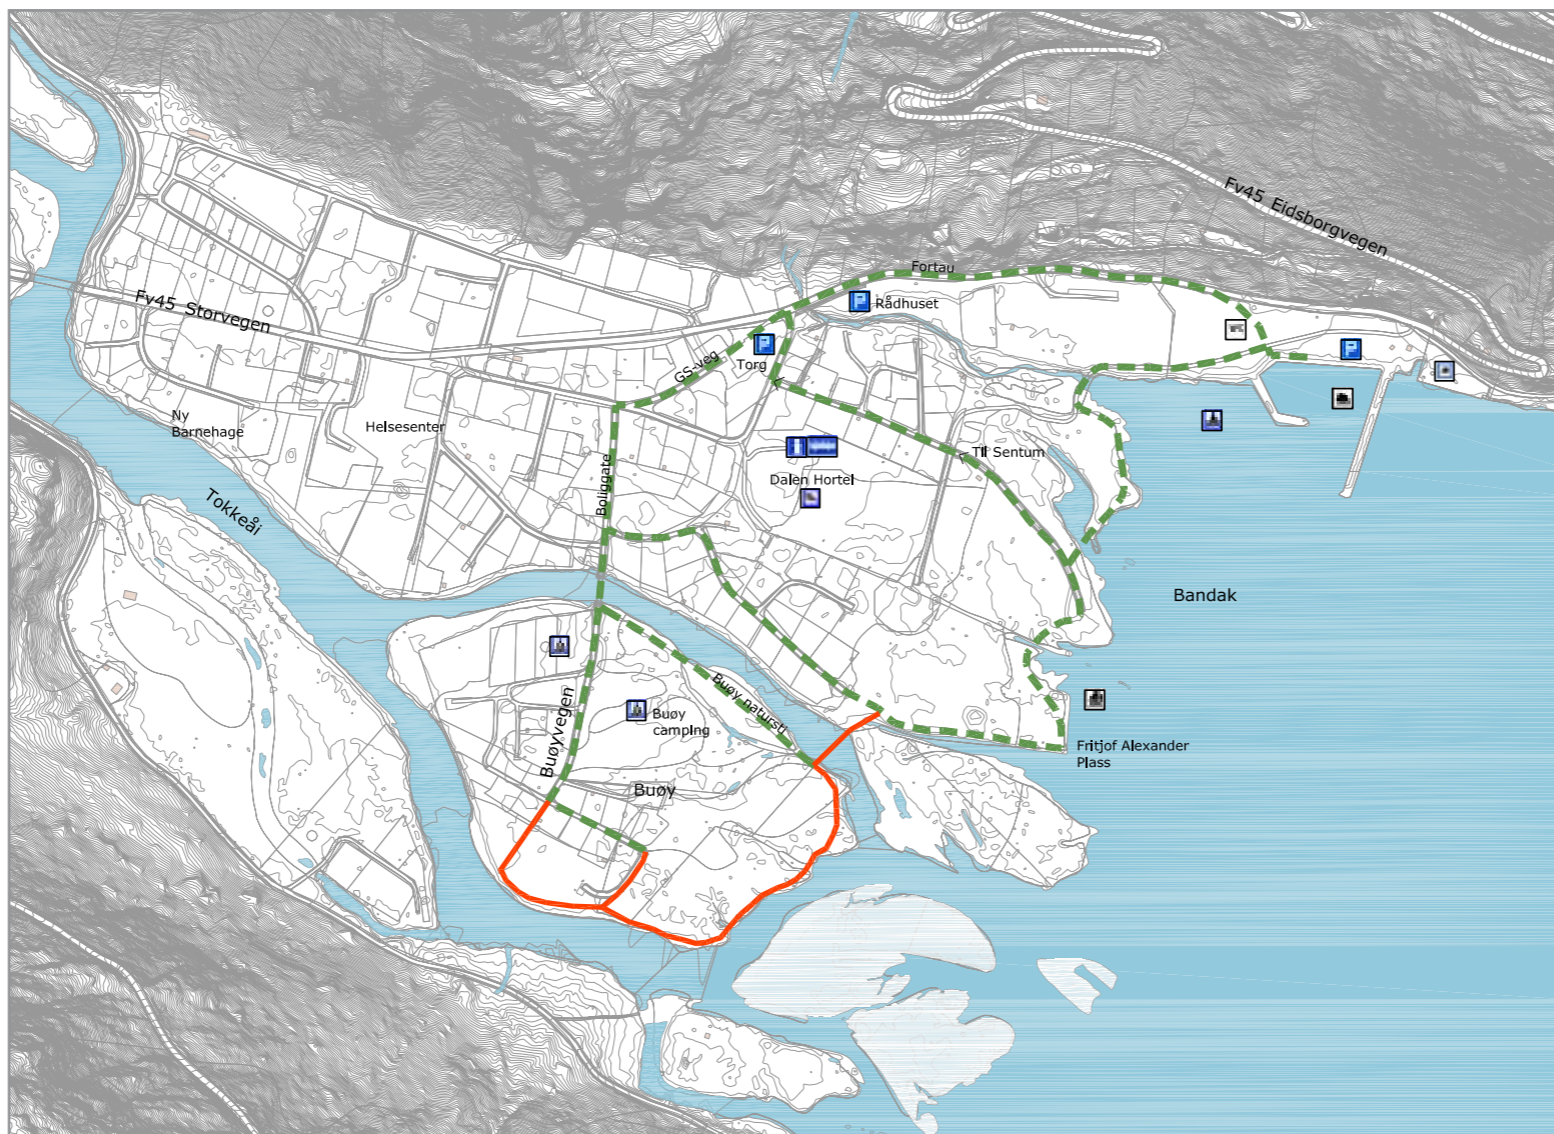 Fv45 Eidsborgvegen
Fortau
Rådhuset
Fv45 Storvegen
GS-veg
Torg
Ny
Barnehage
Helsesenter
Til Sentum
Dalen Hortel
Boliggate
Tokkeåi
Bandak
Buøyvegen
Buøy natursti
Buøy
camping
Fritjof Alexander
Plass
Buøy
P
P
P